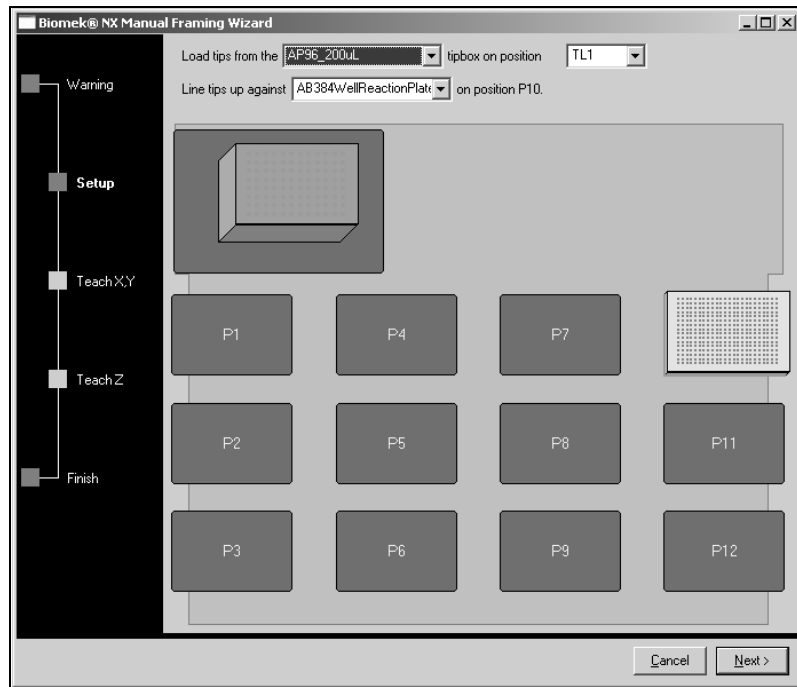 Biomek® NX Manual Framing Wizard
Load tips from the AP96_200uL tipbox on position TL1
Line tips up against AB384WellReactionPlate on position P10.
Warning
Setup
Teach X,Y
Teach Z
Finish
P1 P4 P7
P2 P5 P8 P11
P3 P6 P9 P12
Cancel Next >